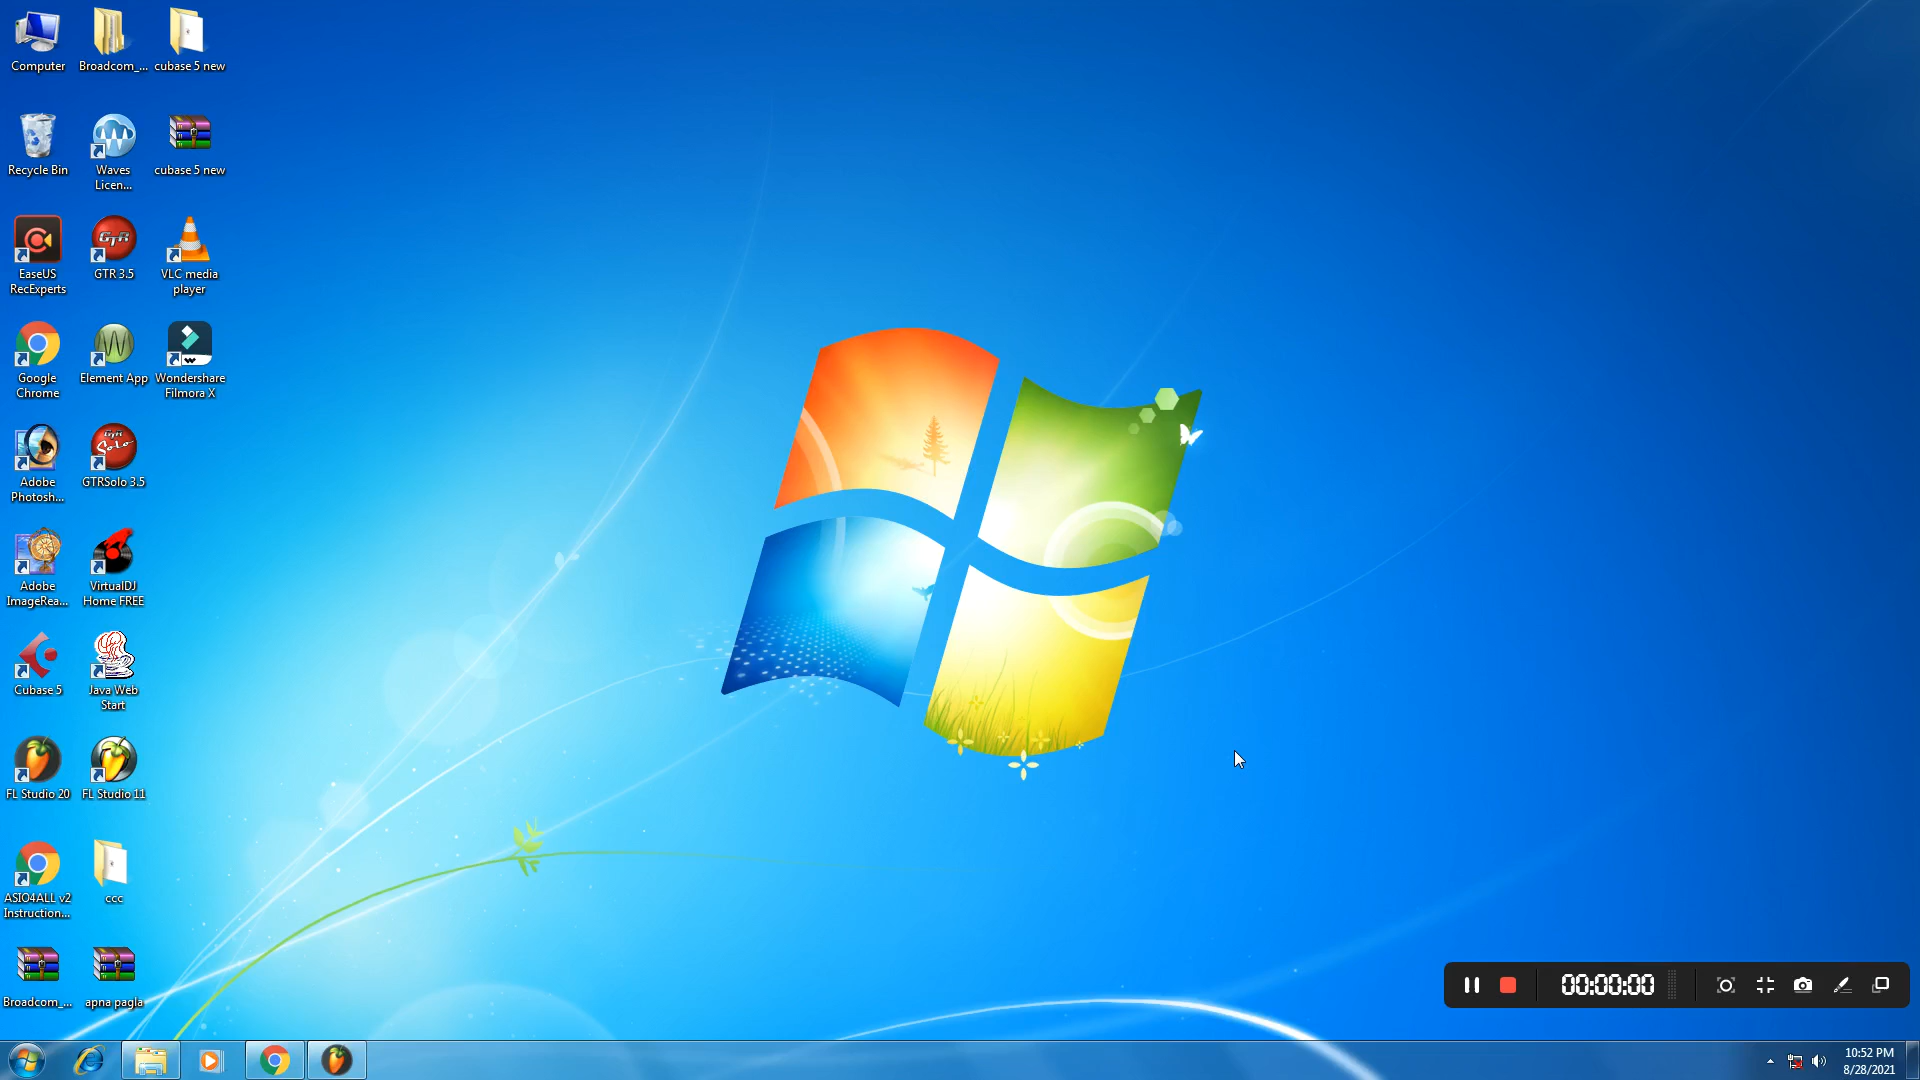 Computer
Broadcom_...
cubase 5 new
Recycle Bin
Waves
Licen...
cubase 5 new
EaseUS
RecExperts
GTR 3.5
VLC media
player
Google
Chrome
Element App
Wondershare
Filmora X
Adobe
Photosh...
GTRSolo 3.5
Adobe
ImageRea...
VirtualDJ
Home FREE
Cubase 5
Java Web
Start
FL Studio 20
FL Studio 11
ASIO4ALL v2
Instruction...
ccc
Broadcom_...
apna pagla
00:00:00
10:52 PM
8/28/2021